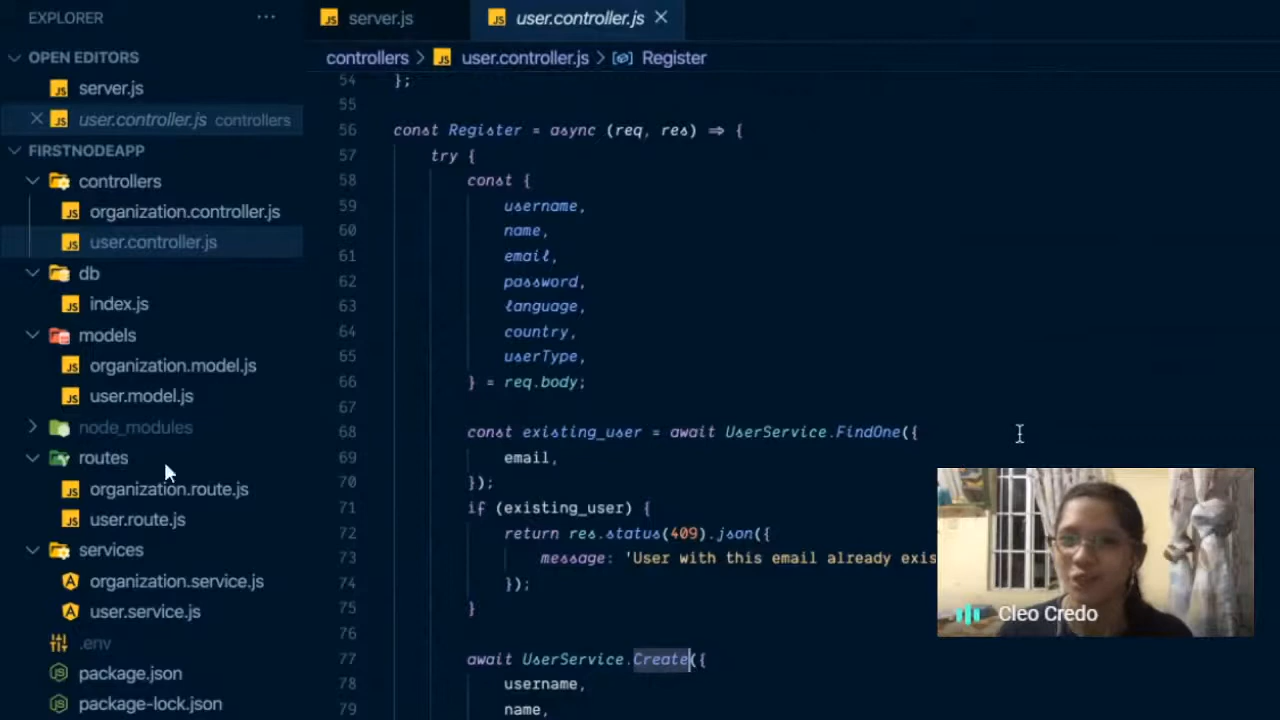 EXPLORER
OPEN EDITORS
server.js
user.controller.js controllers
FIRSTNODEAPP
controllers
organization.controller.js
user.controller.js
db
index.js
models
organization.model.js
user.model.js
node_modules
routes
organization.route.js
user.route.js
services
organization.service.js
user.service.js
.env
package.json
package-lock.json
server.js user.controller.js
controllers > user.controller.js > Register
54 };
55
56 const Register = async (req, res) => {
57 try {
58 const {
59 username,
60 name,
61 email,
62 password,
63 language,
64 country,
65 userType,
66 } = req.body;
67
68 const existing_user = await UserService.FindOne({
69 email,
70 });
71 if (existing_user) {
72 return res.status(409).json({
73 message: 'User with this email already exis
74 });
75 }
76
77 await UserService.Create({
78 username,
79 name,
Cleo Credo